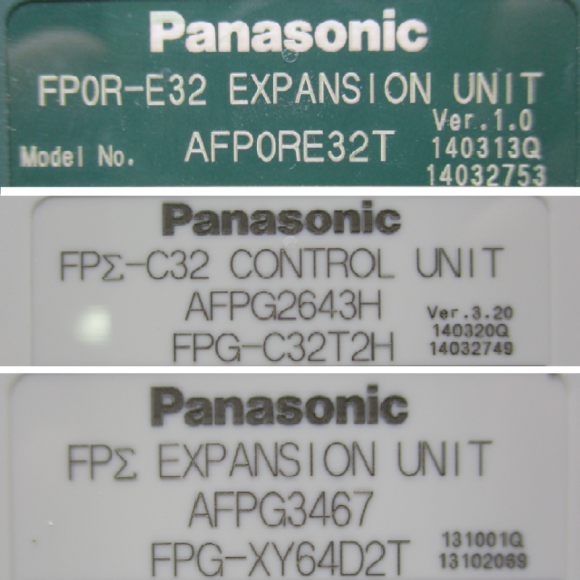 Panasonic
FP0R-E32 EXPANSION UNIT
Ver.1.0
Model No. AFP0RE32T 140313Q
14032753
Panasonic
FPΣ-C32 CONTROL UNIT
AFPG2643H Ver.3.20
140320Q
FPG-C32T2H 14032749
Panasonic
FPΣ EXPANSION UNIT
AFPG3467
131001Q
FPG-XY64D2T 13102069